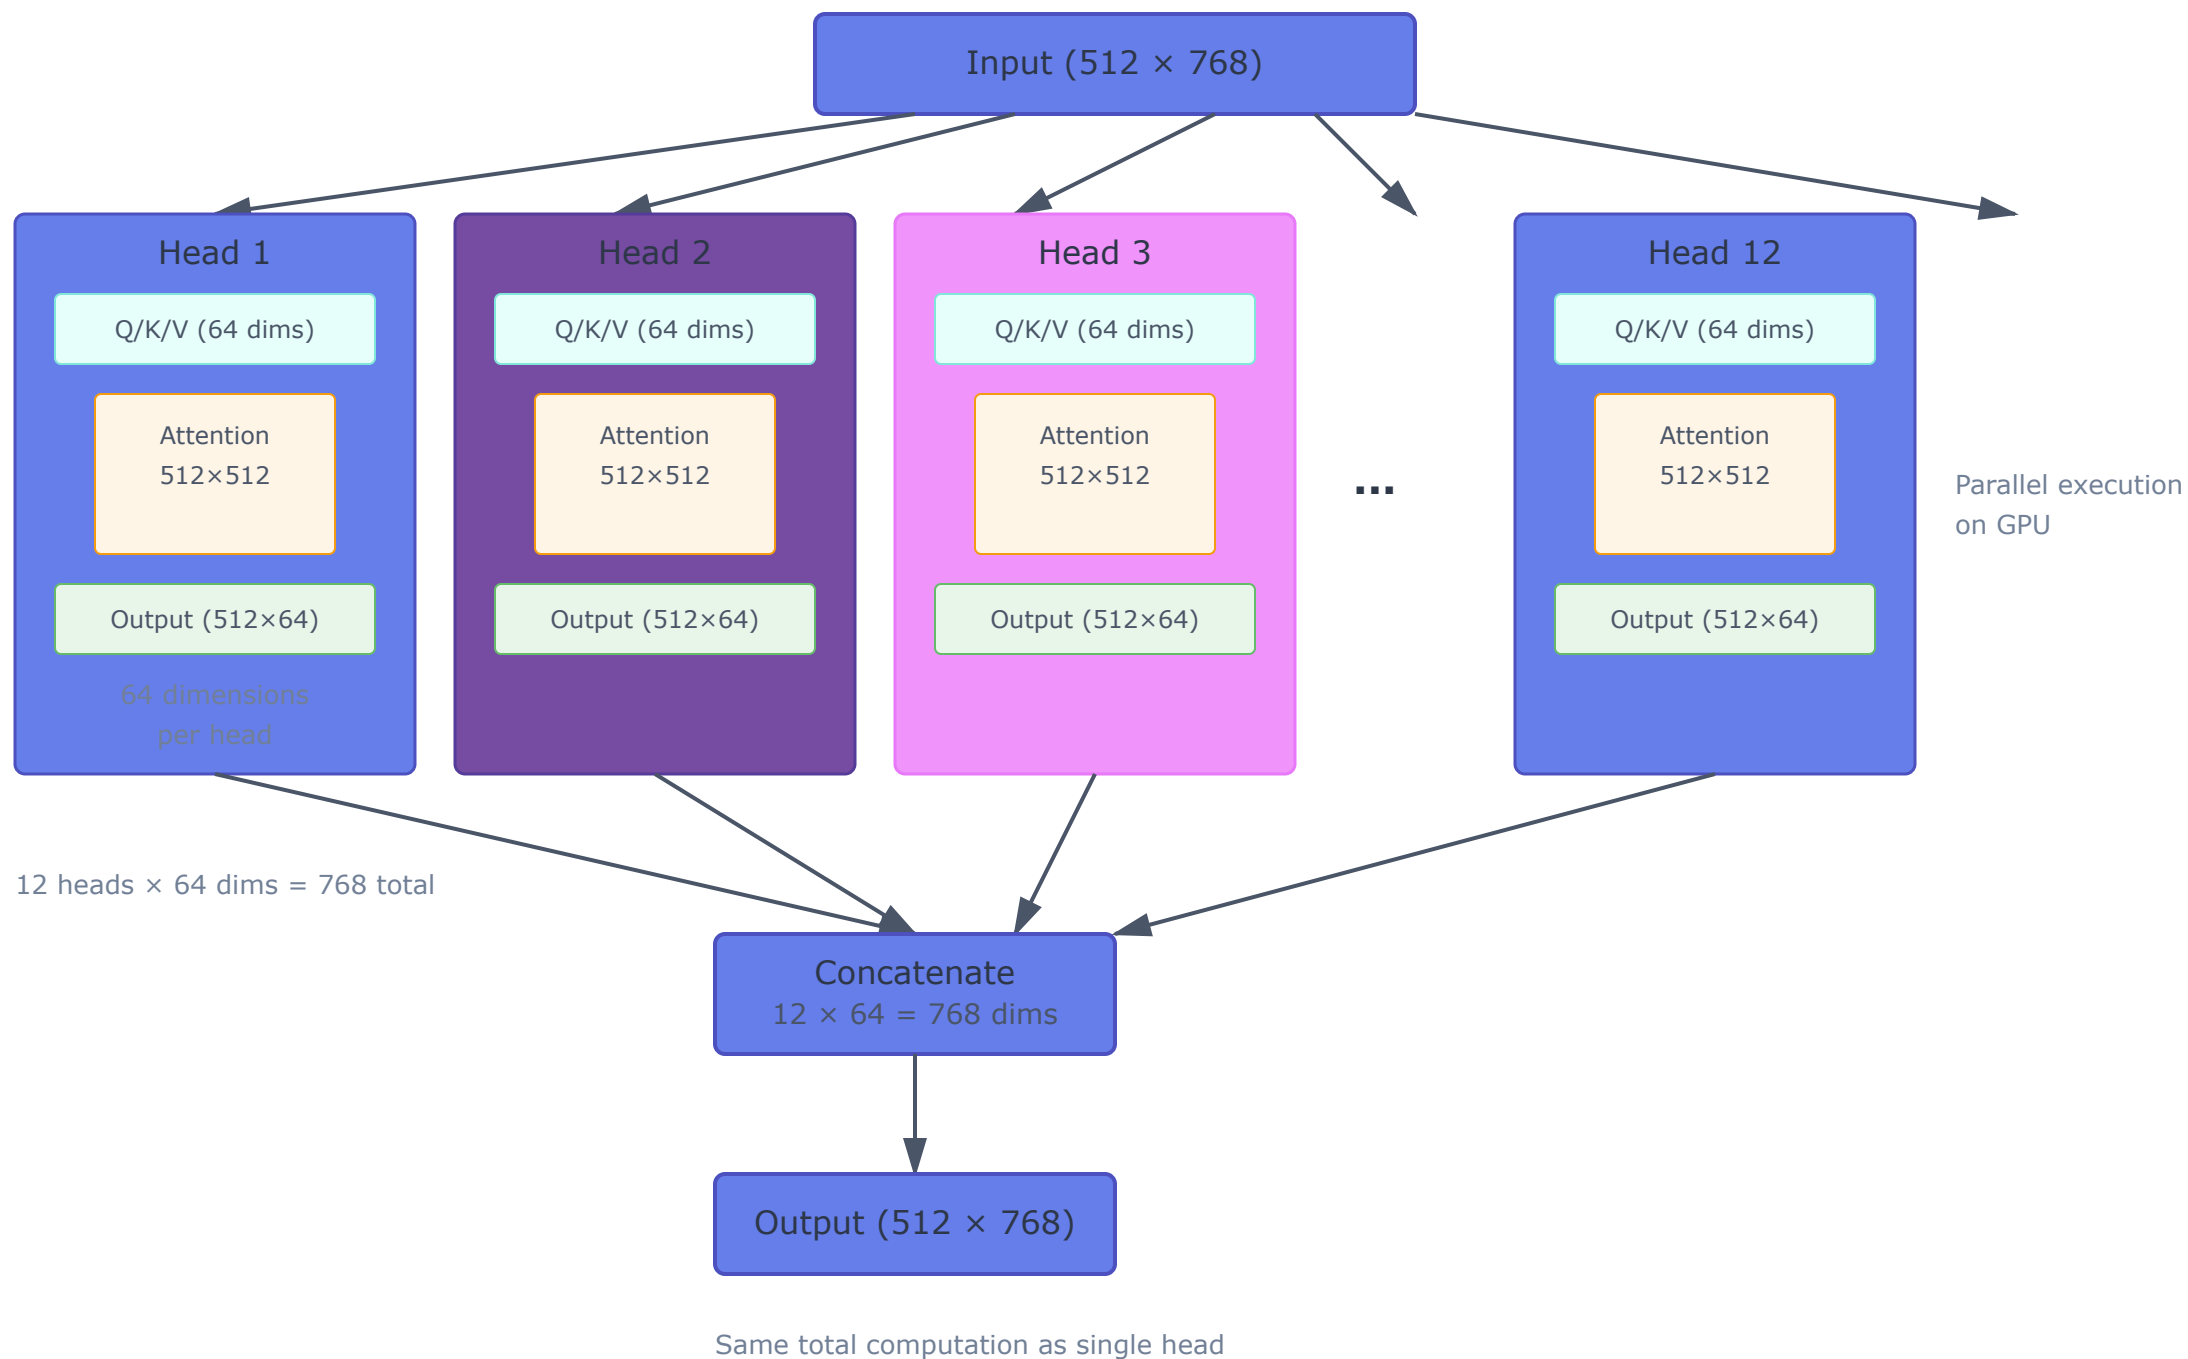 Input (512 × 768)
Head 1
Q/K/V (64 dims)
Attention
512×512
Output (512×64)
64 dimensions
per head
Head 2
Q/K/V (64 dims)
Attention
512×512
Output (512×64)
Head 3
Q/K/V (64 dims)
Attention
512×512
Output (512×64)
...
Head 12
Q/K/V (64 dims)
Attention
512×512
Output (512×64)
Parallel execution
on GPU
12 heads × 64 dims = 768 total
Concatenate
12 × 64 = 768 dims
Output (512 × 768)
Same total computation as single head